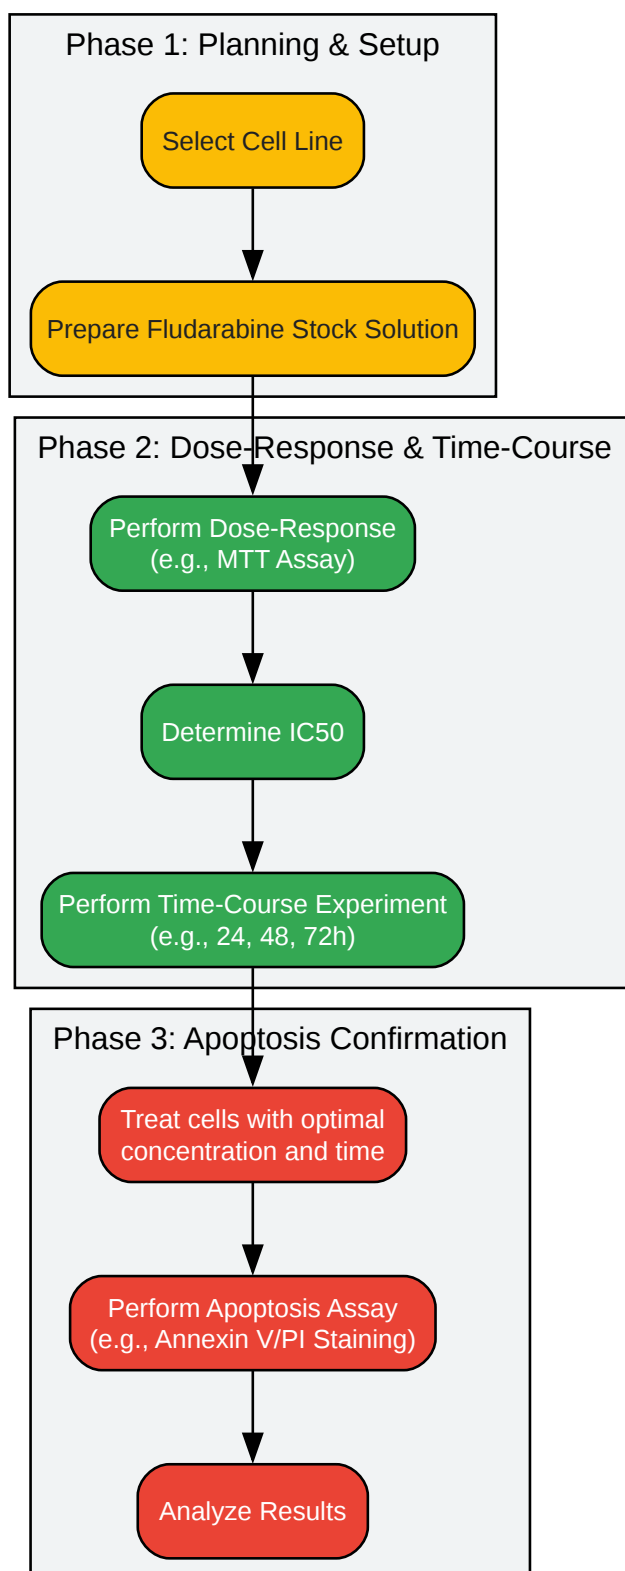 Phase 1: Planning & Setup
Select Cell Line
Prepare Fludarabine Stock Solution
Phase 2: Dose-Response & Time-Course
Perform Dose-Response
(e.g., MTT Assay)
Determine IC50
Perform Time-Course Experiment
(e.g., 24, 48, 72h)
Phase 3: Apoptosis Confirmation
Treat cells with optimal
concentration and time
Perform Apoptosis Assay
(e.g., Annexin V/PI Staining)
Analyze Results